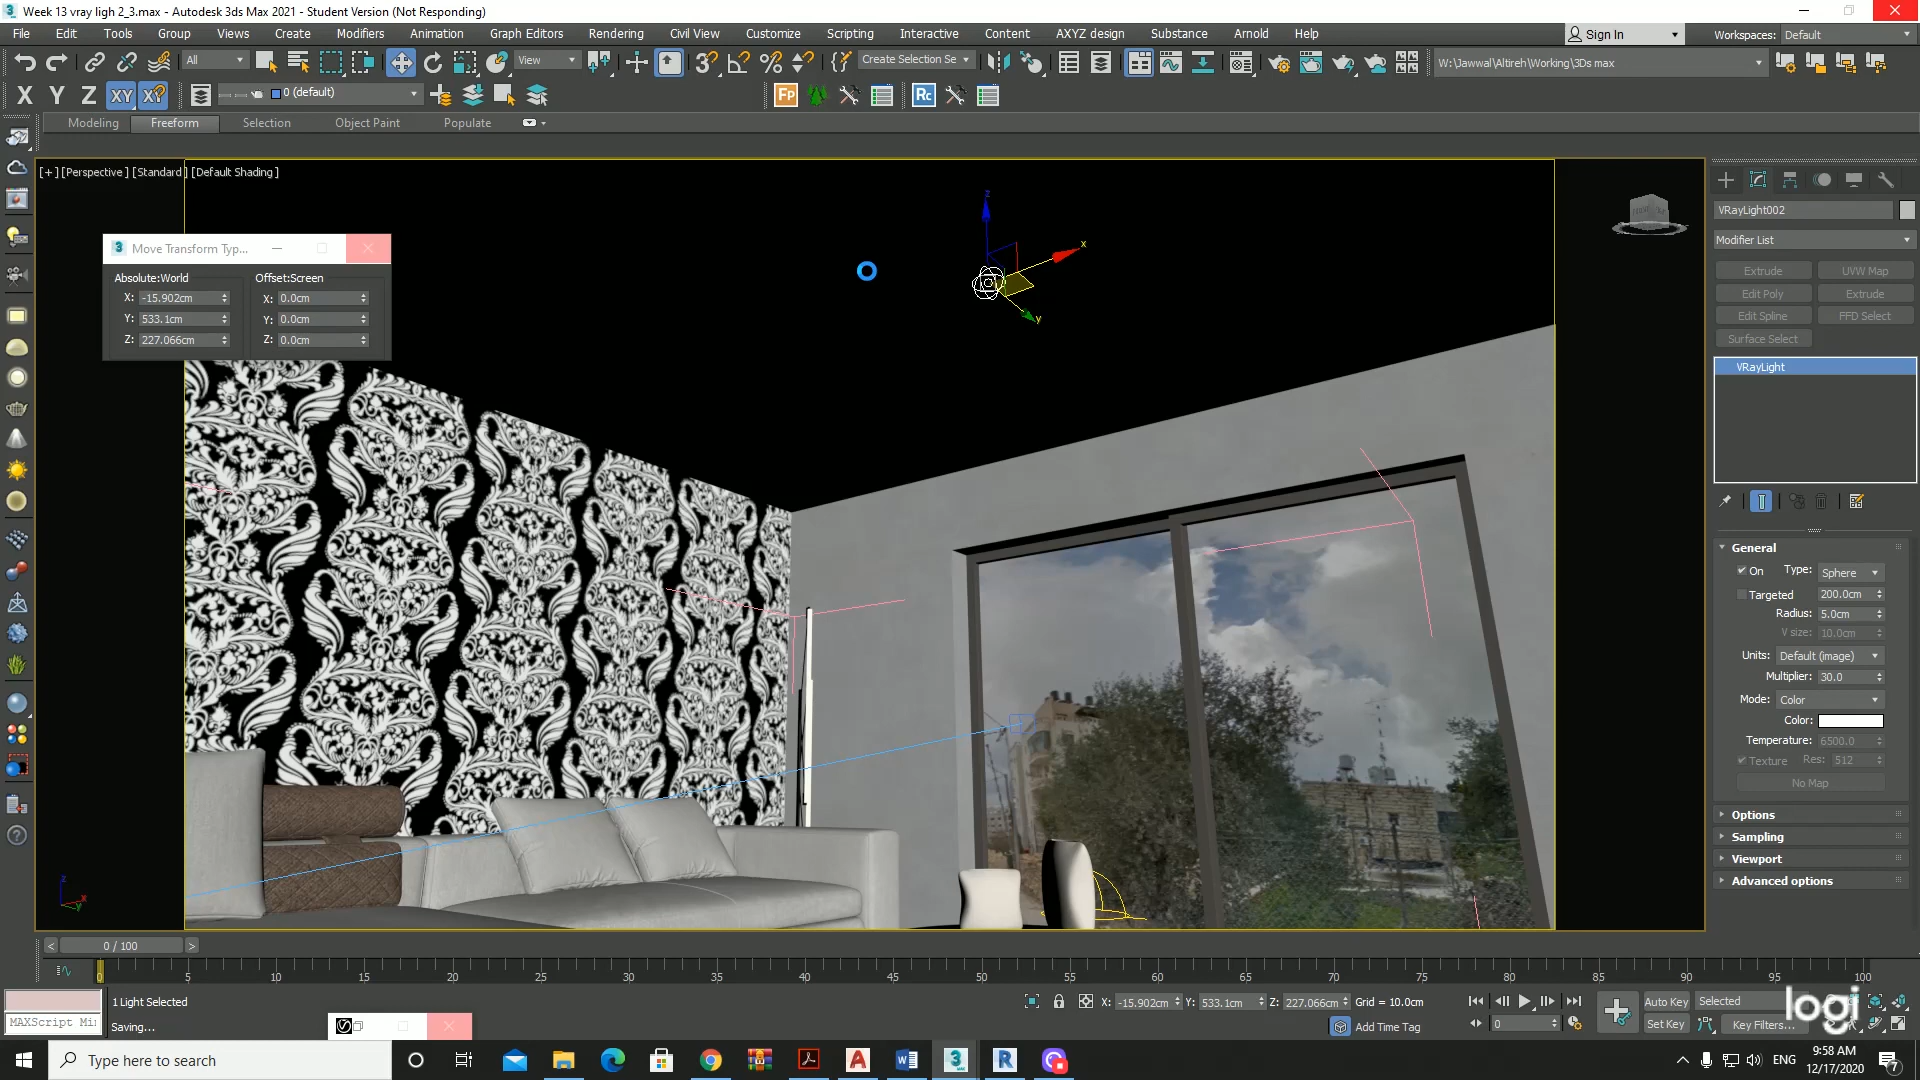 Week 13 vray ligh 2_3.max - Autodesk 3ds Max 2021 - Student Version (Not Responding)
File Edit Tools Group Views Create Modifiers Animation Graph Editors Rendering Civil View Customize Scripting Interactive Content AXYZ design Substance Arnold Help
Sign In Workspaces: Default
All View Create Selection Se W:\Jawwal\Altireh\Working\3Ds max
X Y Z XY XY 0 (default) FP Rc
Modeling Freeform Selection Object Paint Populate
[+] [Perspective ] [Standard ] [Default Shading ]
Move Transform Typ...
Absolute:World Offset:Screen
X: -15.902cm X: 0.0cm
Y: 533.1cm Y: 0.0cm
Z: 227.066cm Z: 0.0cm
z
x
y
VRayLight002
Modifier List
Extrude UVW Map
Edit Poly Extrude
Edit Spline FFD Select
Surface Select
VRayLight
General
On Type: Sphere
Targeted 200.0cm
Radius: 5.0cm
V size: 10.0cm
Units: Default (image)
Multiplier: 30.0
Mode: Color
Color:
Temperature: 6500.0
Texture Res: 512
No Map
Options
Sampling
Viewport
Advanced options
z
x
y
< 0 / 100 >
0 5 10 15 20 25 30 35 40 45 50 55 60 65 70 75 80 85 90 95 100
1 Light Selected X: -15.902cm Y: 533.1cm Z: 227.066cm Grid = 10.0cm Auto Key Selected
MAXScript Mi Saving... Add Time Tag 0 Set Key Key Filters...
logi
Type here to search
ENG 9:58 AM
12/17/2020
7